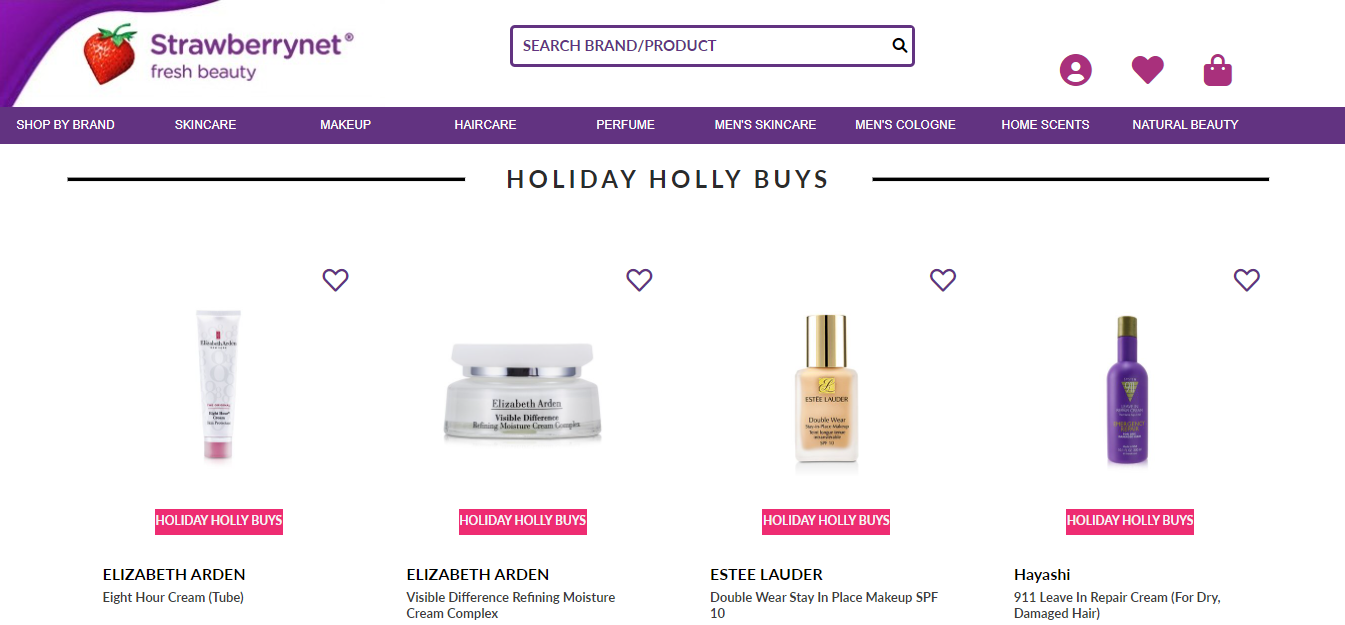 Strawberrynet®
fresh beauty
SEARCH BRAND/PRODUCT
SHOP BY BRAND SKINCARE MAKEUP HAIRCARE PERFUME MEN'S SKINCARE MEN'S COLOGNE HOME SCENTS NATURAL BEAUTY
HOLIDAY HOLLY BUYS
Elizabeth Arden
Eight Hour®
Cream
Elizabeth Arden
Visible Difference
Refining Moisture Cream Complex
ESTĒE LAUDER
Double Wear
Stay-in-Place Makeup
SPF 10
EMERGENCY
REPAIR
HOLIDAY HOLLY BUYS HOLIDAY HOLLY BUYS HOLIDAY HOLLY BUYS HOLIDAY HOLLY BUYS
ELIZABETH ARDEN
Eight Hour Cream (Tube)
ELIZABETH ARDEN
Visible Difference Refining Moisture
Cream Complex
ESTEE LAUDER
Double Wear Stay In Place Makeup SPF
10
Hayashi
911 Leave In Repair Cream (For Dry,
Damaged Hair)